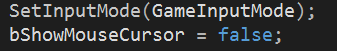 SetInputMode(GameInputMode);
bShowMouseCursor = false;